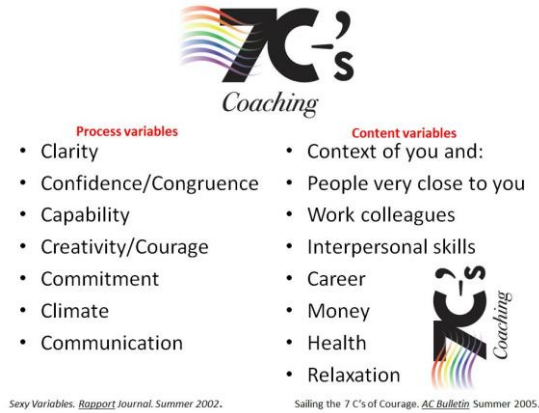 7C-'s
Coaching
Process variables
• Clarity
• Confidence/Congruence
• Capability
• Creativity/Courage
• Commitment
• Climate
• Communication
Content variables
• Context of you and:
• People very close to you
• Work colleagues
• Interpersonal skills
• Career
• Money
• Health
• Relaxation
7C-'s
Coaching
Sexy Variables. Rapport Journal. Summer 2002.
Sailing the 7 C's of Courage. AC Bulletin Summer 2005.